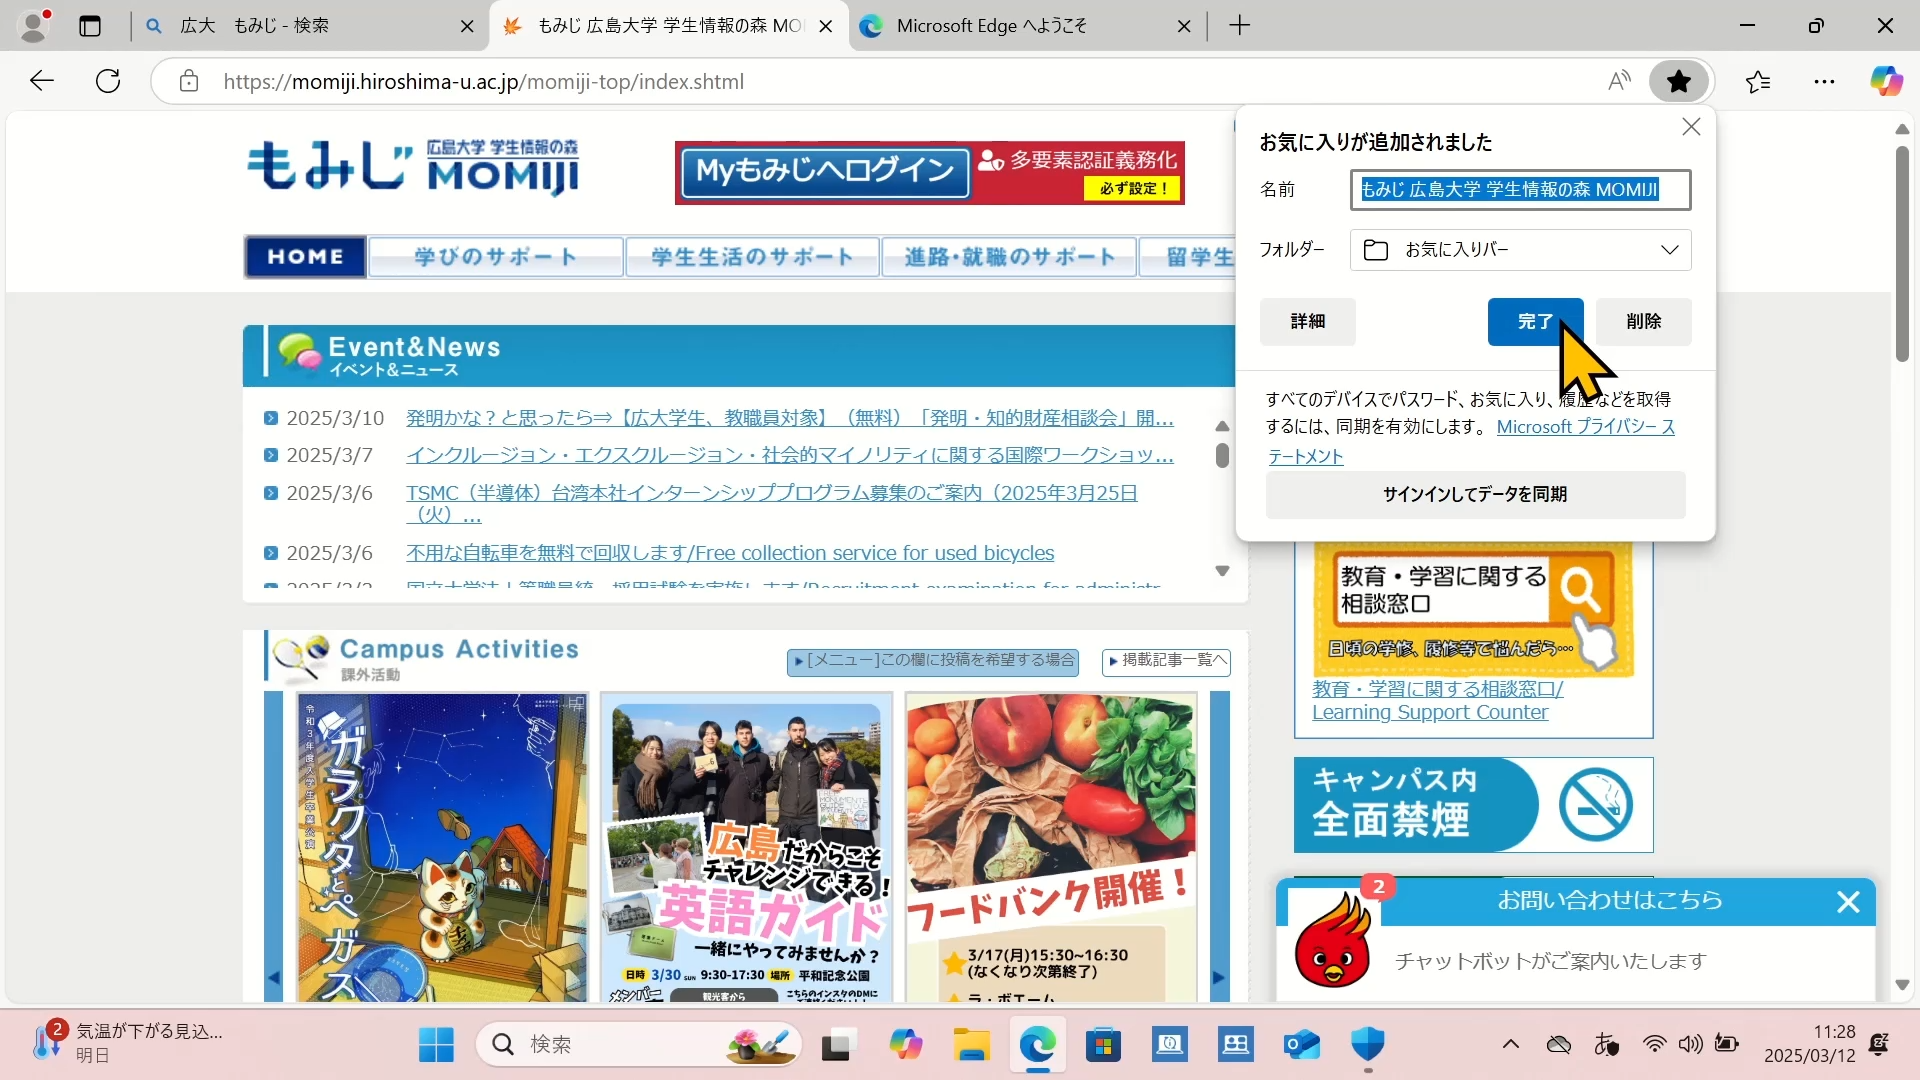 広大　もみじ - 検索
もみじ 広島大学 学生情報の森 MO
Microsoft Edge へようこそ
https://momiji.hiroshima-u.ac.jp/momiji-top/index.shtml
もみじ 広島大学 学生情報の森 MOMIJI
Myもみじへログイン
多要素認証義務化
必ず設定！
HOME
学びのサポート
学生生活のサポート
進路・就職のサポート
留学生
お気に入りが追加されました
名前
もみじ 広島大学 学生情報の森 MOMIJI
フォルダー
お気に入りバー
詳細
完了
削除
すべてのデバイスでパスワード、お気に入り、履歴などを取得
するには、同期を有効にします。 Microsoft プライバシー ス
テートメント
サインインしてデータを同期
Event&News
イベント&ニュース
2025/3/10 発明かな？と思ったら⇒【広大学生、教職員対象】（無料）「発明・知的財産相談会」開...
2025/3/7 インクルージョン・エクスクルージョン・社会的マイノリティに関する国際ワークショッ...
2025/3/6 TSMC（半導体）台湾本社インターンシッププログラム募集のご案内（2025年3月25日
（火）...
2025/3/6 不用な自転車を無料で回収します/Free collection service for used bicycles
Campus Activities
課外活動
[メニュー]この欄に投稿を希望する場合
掲載記事一覧へ
ガラクタとペガス
広島だからこそ
チャレンジできる！
英語ガイド
一緒にやってみませんか？
日時 3/30 SUN 9:30-17:30 場所 平和記念公園
メンバー
観光客から
こちらのインスタのDMに
フードバンク開催！
3/17(月)15:30~16:30
(なくなり次第終了)
ラ・ボエーム
教育・学習に関する
相談窓口
日頃の学修、履修等で悩んだら…
教育・学習に関する相談窓口/
Learning Support Counter
キャンパス内
全面禁煙
2
お問い合わせはこちら
チャットボットがご案内いたします
2
気温が下がる見込...
明日
検索
あ
11:28
2025/03/12